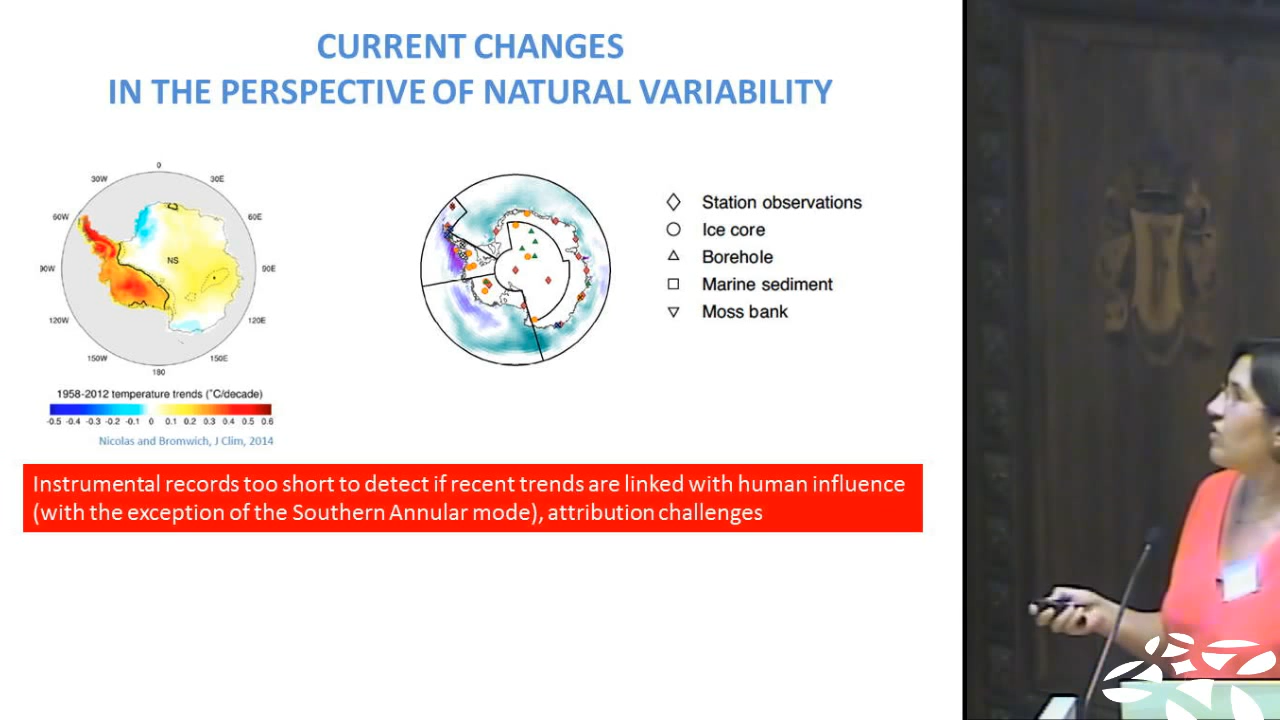 CURRENT CHANGES
IN THE PERSPECTIVE OF NATURAL VARIABILITY
0
30W
30E
60W
60E
90W
NS
90E
120W
120E
150W
150E
180
1958-2012 temperature trends (°C/decade)
-0.5 -0.4 -0.3 -0.2 -0.1 0 0.1 0.2 0.3 0.4 0.5 0.6
Nicolas and Bromwich, J Clim, 2014
Station observations
Ice core
Borehole
Marine sediment
Moss bank
Instrumental records too short to detect if recent trends are linked with human influence
(with the exception of the Southern Annular mode), attribution challenges